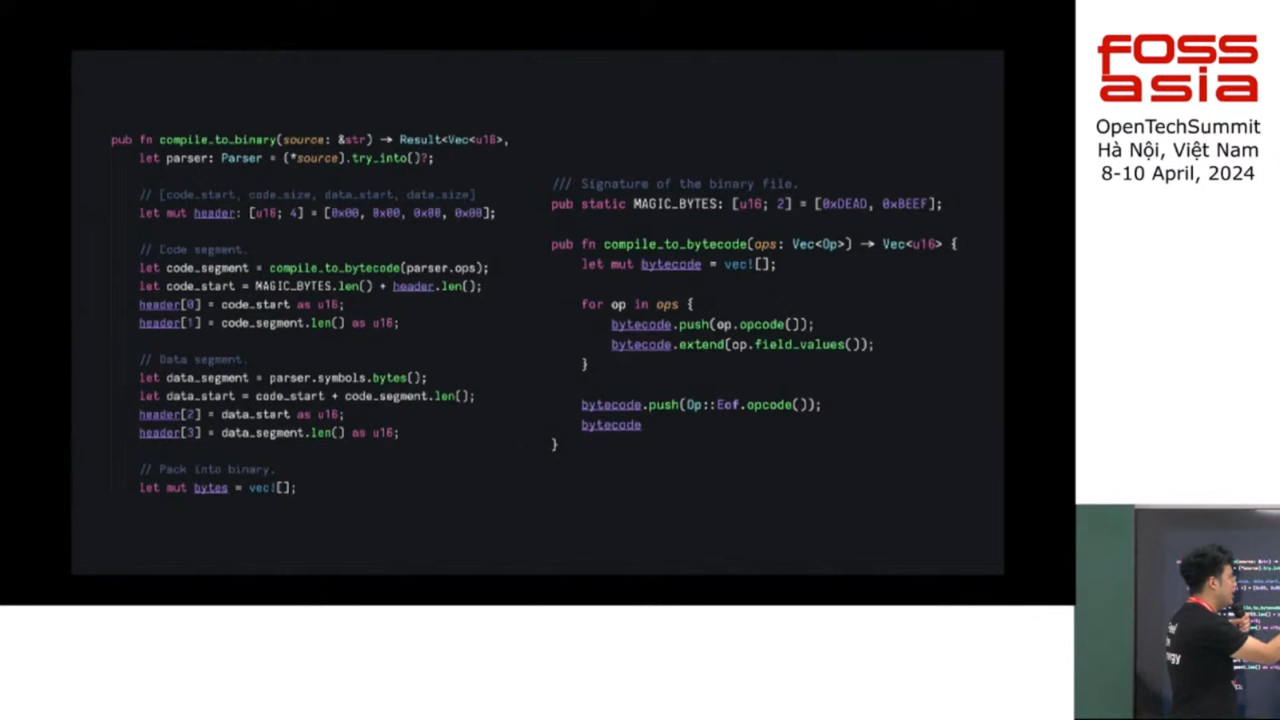 pub fn compile_to_binary(source: &str) → Result<Vec<u16>,
let parser: Parser = (*source).try_into()?;
// [code_start, code_size, data_start, data_size]
let mut header: [u16; 4] = [0x00, 0x00, 0x00, 0x00];
// Code segment.
let code_segment = compile_to_bytecode(parser.ops);
let code_start = MAGIC_BYTES.len() + header.len();
header[0] = code_start as u16;
header[1] = code_segment.len() as u16;
// Data segment.
let data_segment = parser.symbols.bytes();
let data_start = code_start + code_segment.len();
header[2] = data_start as u16;
header[3] = data_segment.len() as u16;
// Pack into binary.
let mut bytes = vec![];
/// Signature of the binary file.
pub static MAGIC_BYTES: [u16; 2] = [0xDEAD, 0xBEEF];
pub fn compile_to_bytecode(ops: Vec<Op>) → Vec<u16> {
let mut bytecode = vec![];
for op in ops {
bytecode.push(op.opcode());
bytecode.extend(op.field_values());
}
bytecode.push(Op::Eof.opcode());
bytecode
}
FOSS
ASIA
OpenTechSummit
Hà Nội, Việt Nam
8-10 April, 2024